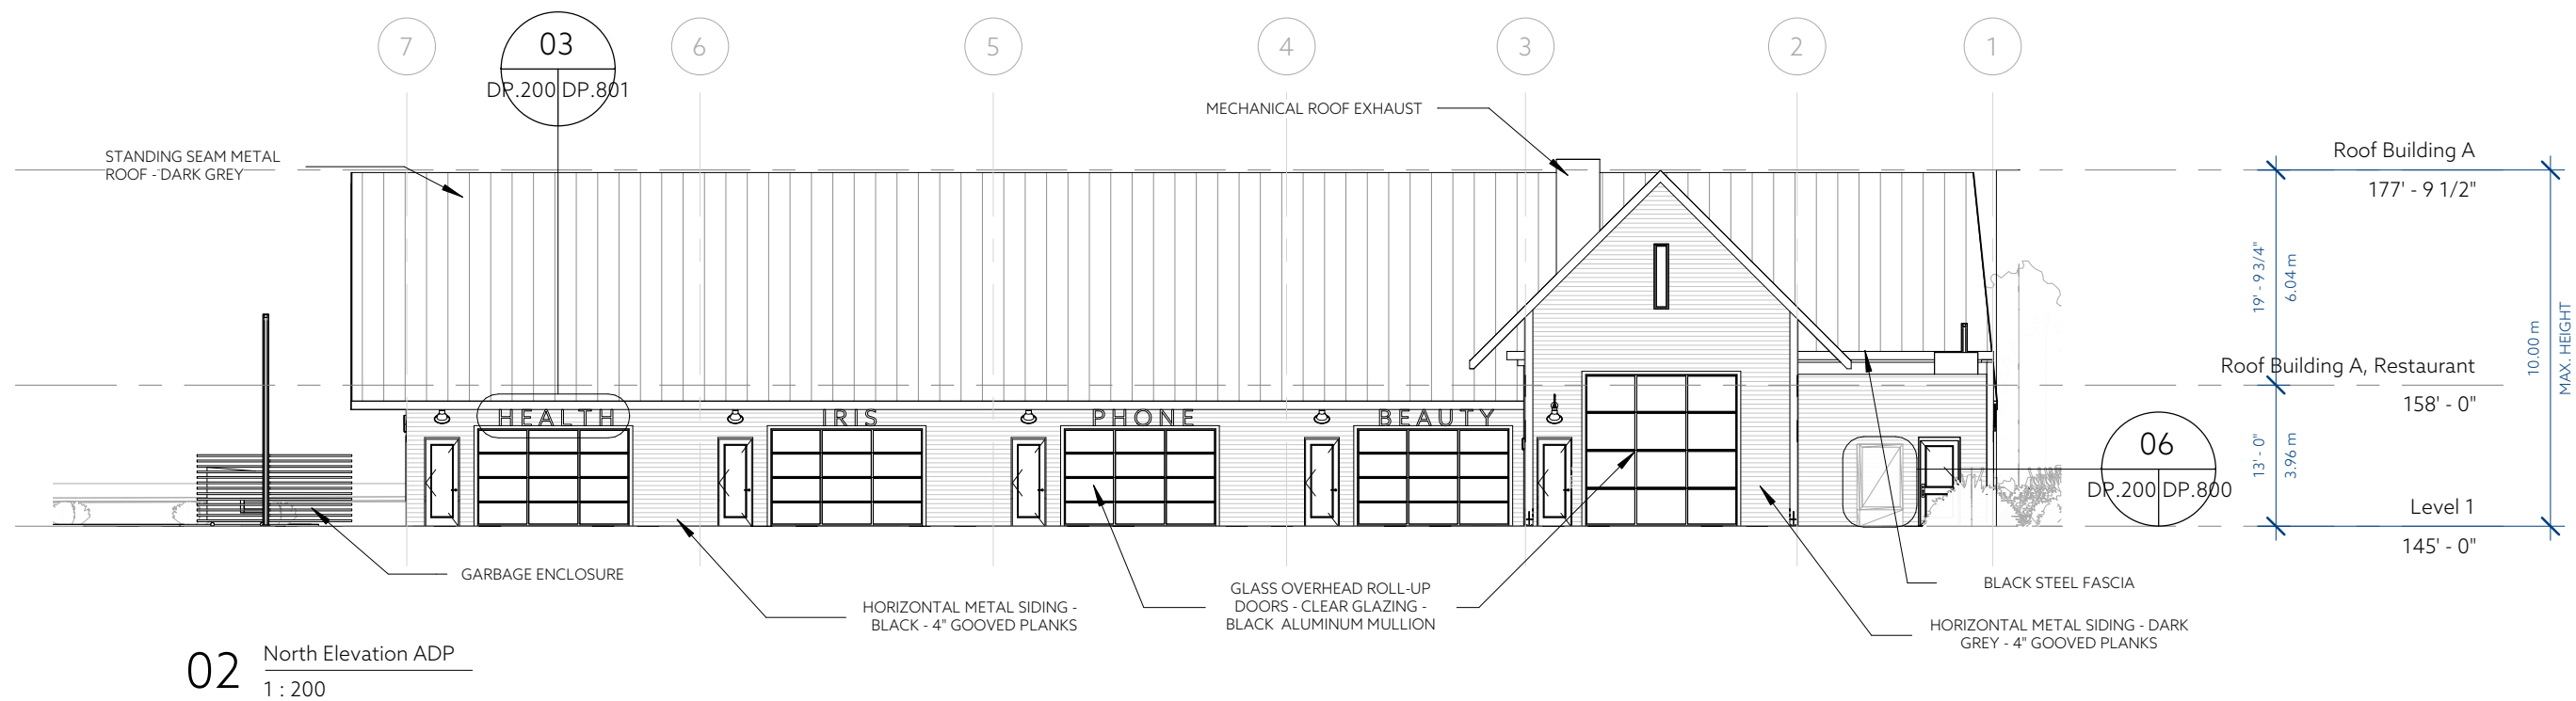 7
03
DP.200 DP.801
6
5
4
3
2
1
MECHANICAL ROOF EXHAUST
STANDING SEAM METAL
ROOF - DARK GREY
Roof Building A
177' - 9 1/2"
19' - 9 3/4"
6.04 m
10.00 m
MAX. HEIGHT
Roof Building A, Restaurant
158' - 0"
HEALTH
IRIS
PHONE
BEAUTY
06
DP.200 DP.800
13' - 0"
3.96 m
Level 1
145' - 0"
GARBAGE ENCLOSURE
HORIZONTAL METAL SIDING -
BLACK - 4" GOOVED PLANKS
GLASS OVERHEAD ROLL-UP
DOORS - CLEAR GLAZING -
BLACK ALUMINUM MULLION
BLACK STEEL FASCIA
HORIZONTAL METAL SIDING - DARK
GREY - 4" GOOVED PLANKS
02
North Elevation ADP
1 : 200